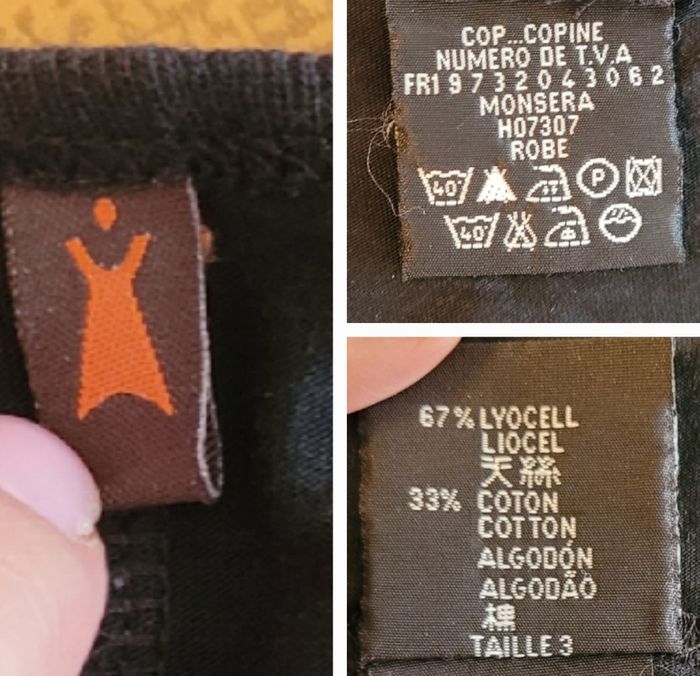 COP...COPINE
NUMERO DE T.V.A
FR1 9 7 3 2 0 4 3 0 6 2
MONSERA
H07307
ROBE
40° P
40°
67% LYOCELL
LIOCEL
天絲
33% COTON
COTTON
ALGODÓN
ALGODÃO
棉
TAILLE 3